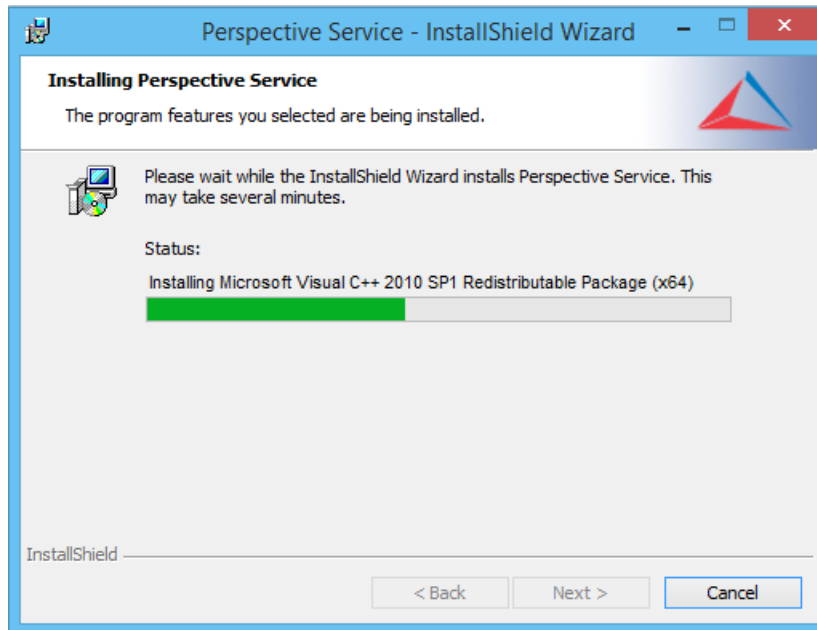 Perspective Service - InstallShield Wizard
Installing Perspective Service
The program features you selected are being installed.
Please wait while the InstallShield Wizard installs Perspective Service. This
may take several minutes.
Status:
Installing Microsoft Visual C++ 2010 SP1 Redistributable Package (x64)
InstallShield
< Back Next > Cancel